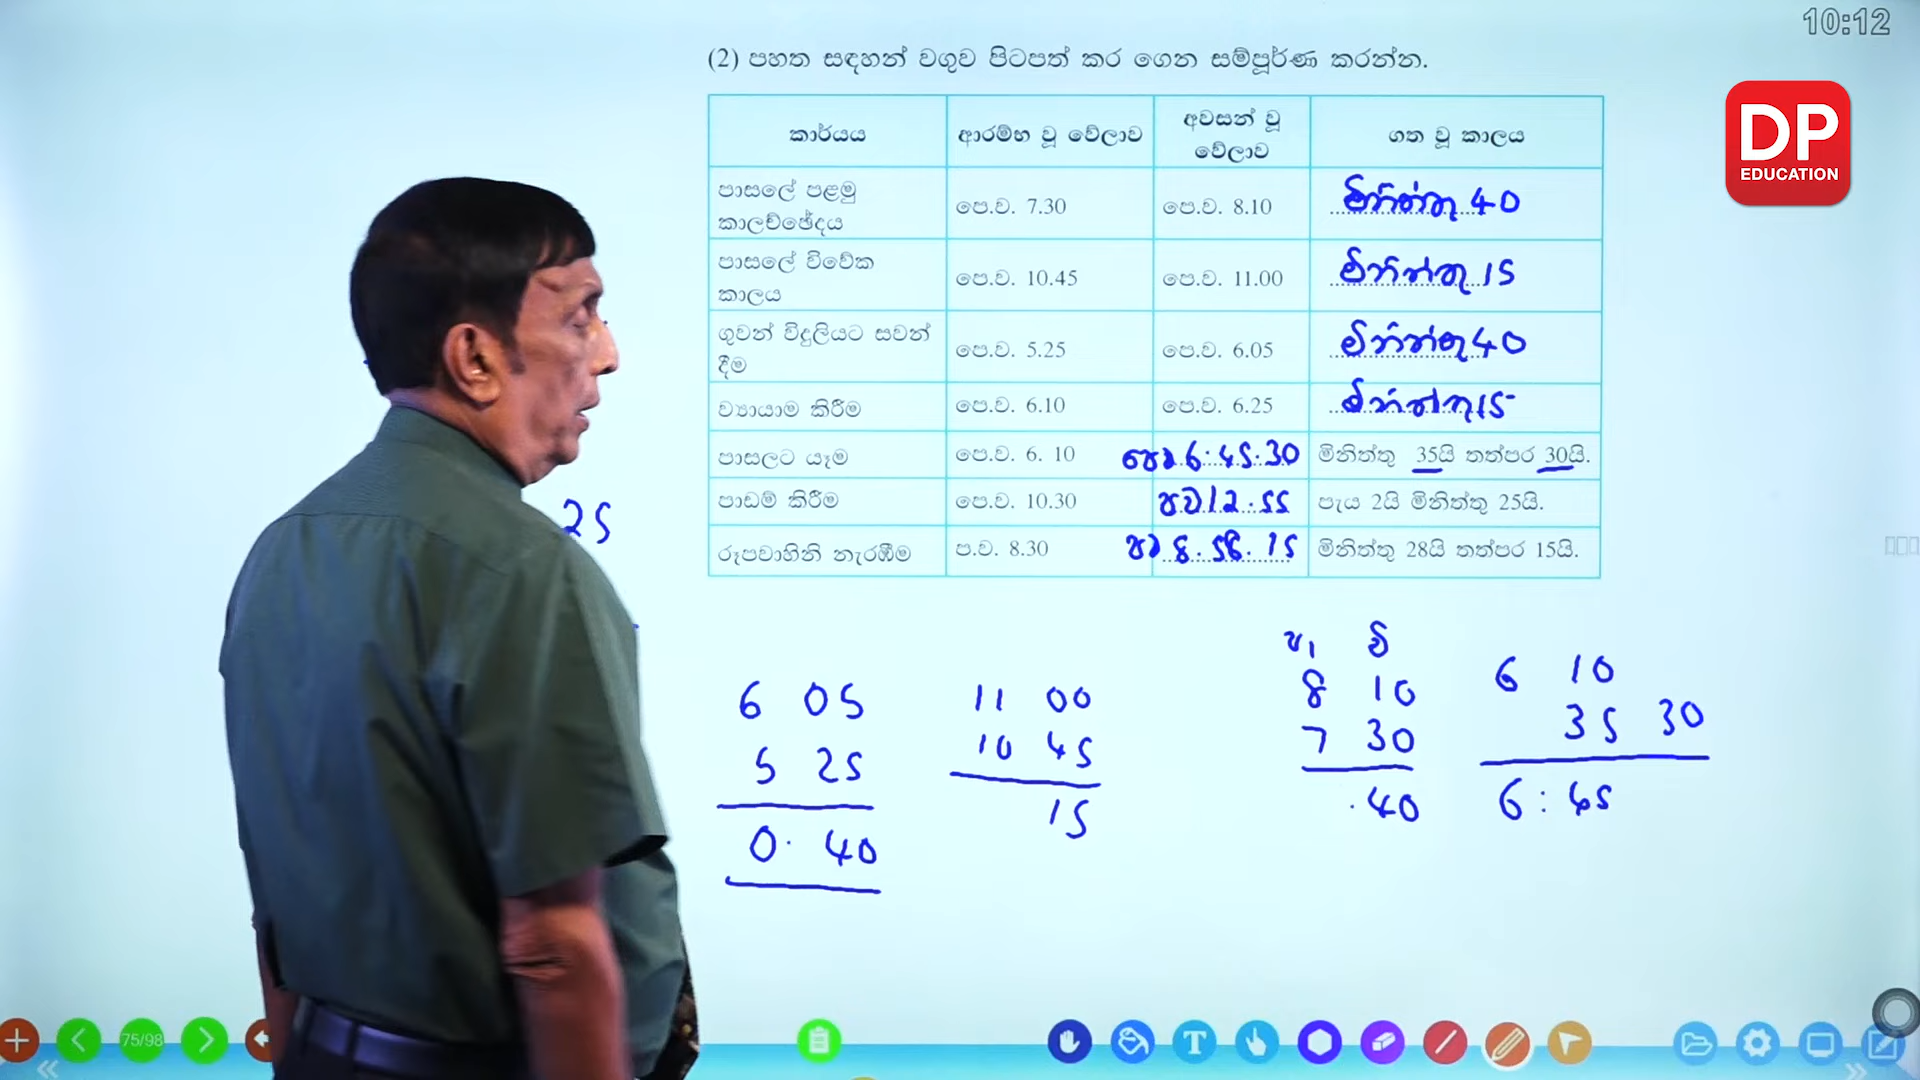 10:12
(2) පහත සඳහන් වගුව පිටපත් කර ගෙන සම්පූර්ණ කරන්න.
DP
EDUCATION
කාර්යය ආරම්භ වූ වේලාව අවසන් වූ වේලාව ගත වූ කාලය
පාසලේ පළමු කාලච්ඡේදය පෙ.ව. 7.30 පෙ.ව. 8.10 මිනිත්තු 40
පාසලේ විවේක කාලය පෙ.ව. 10.45 පෙ.ව. 11.00 මිනිත්තු 15
ගුවන් විදුලියට සවන් දීම පෙ.ව. 5.25 පෙ.ව. 6.05 මිනිත්තු 40
ව්‍යායාම කිරීම පෙ.ව. 6.10 පෙ.ව. 6.25 මිනිත්තු 15
පාසලට යෑම පෙ.ව. 6. 10 පෙව 6.45.30 මිනිත්තු 35යි තත්පර 30යි.
පාඩම් කිරීම පෙ.ව. 10.30 පව 12.55 පැය 2යි මිනිත්තු 25යි.
රූපවාහිනි නැරඹීම ප.ව. 8.30 පව 8.58.15 මිනිත්තු 28යි තත්පර 15යි.
25
පැ මි
6 05 11 00 8 10 6 10
5 25 10 45 7 30 35 30
0. 40 15 .40 6 : 45
75/98